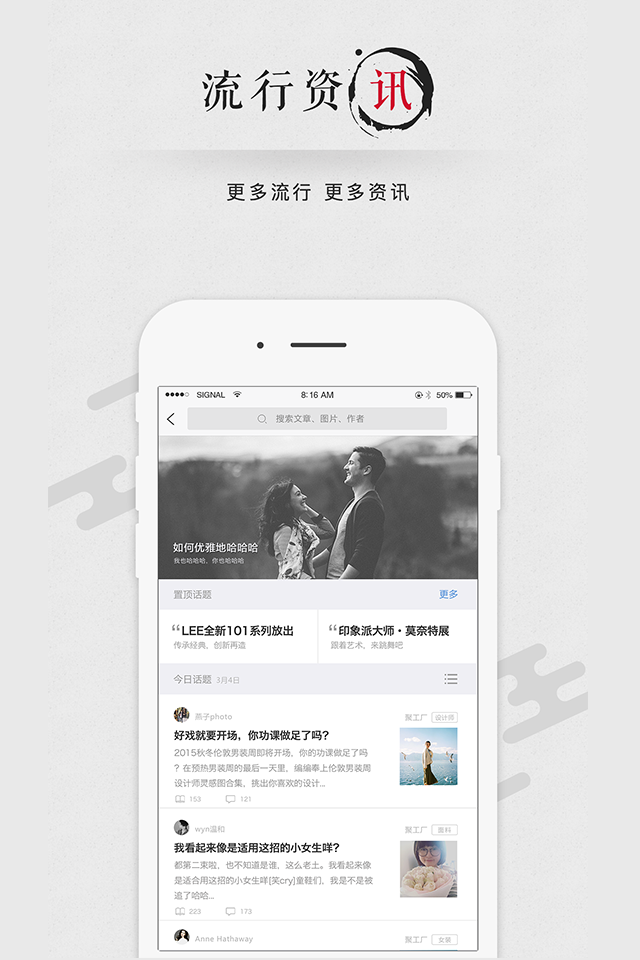 流行资讯
更多流行 更多资讯
SIGNAL
8:16 AM
50%
搜索文章、图片、作者
如何优雅地哈哈哈
我也哈哈哈、你也哈哈哈
置顶话题
更多
“LEE全新101系列放出
传承经典，创新再造
“印象派大师·莫奈特展
跟着艺术，来跳舞吧
今日话题 3月4日
燕子photo
聚工厂 设计师
好戏就要开场，你功课做足了吗？
2015秋冬伦敦男装周即将开场，你的功课做足了吗
？在预热男装周的最后一天里，编编奉上伦敦男装周
设计师灵感图合集，挑出你喜欢的设计...
153 121
wyn温和
聚工厂 面料
我看起来像是适用这招的小女生咩？
都第二束啦，也不知道是谁，这么老土。我看起来像
是适合用这招的小女生咩[笑cry]童鞋们，我是不是被
追了哈哈...
223 173
Anne Hathaway
聚工厂 女装